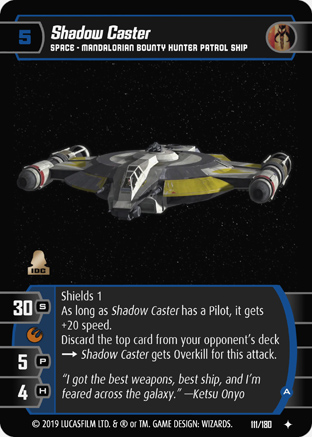 5 Shadow Caster
SPACE - MANDALORIAN BOUNTY HUNTER PATROL SHIP
IDC
30 S
5 P
4 H
Shields 1
As long as Shadow Caster has a Pilot, it gets
+20 speed.
Discard the top card from your opponent's deck
→ Shadow Caster gets Overkill for this attack.
"I got the best weapons, best ship, and I'm
feared across the galaxy." —Ketsu Onyo
A
© 2019 LUCASFILM LTD. & ® or TM. GAME DESIGN: WIZARDS. 111/180